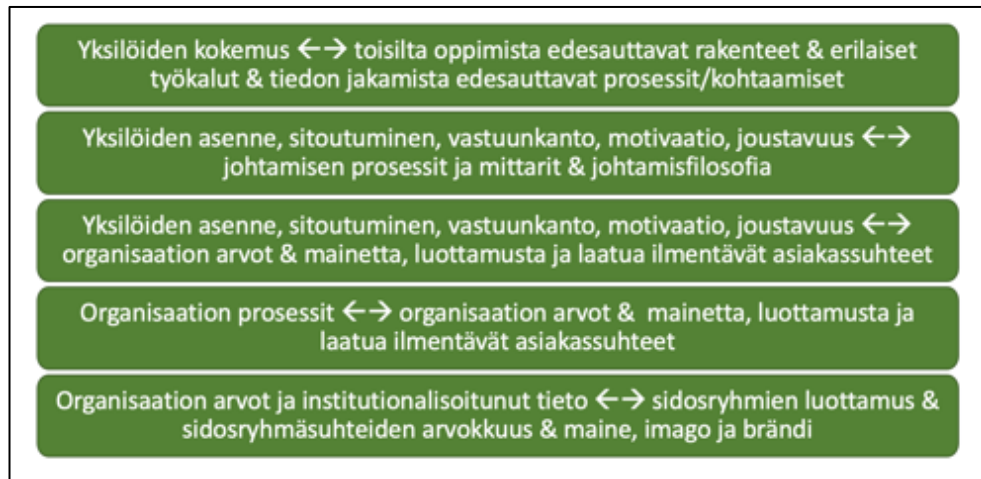 Yksilöiden kokemus ←→ toisilta oppimista edesauttavat rakenteet & erilaiset
työkalut & tiedon jakamista edesauttavat prosessit/kohtaamiset
Yksilöiden asenne, sitoutuminen, vastuunkanto, motivaatio, joustavuus ←→
johtamisen prosessit ja mittarit & johtamisfilosofia
Yksilöiden asenne, sitoutuminen, vastuunkanto, motivaatio, joustavuus ←→
organisaation arvot & mainetta, luottamusta ja laatua ilmentävät asiakassuhteet
Organisaation prosessit ←→ organisaation arvot & mainetta, luottamusta ja
laatua ilmentävät asiakassuhteet
Organisaation arvot ja institutionalisoitunut tieto ←→ sidosryhmien luottamus &
sidosryhmäsuhteiden arvokkuus & maine, imago ja brändi